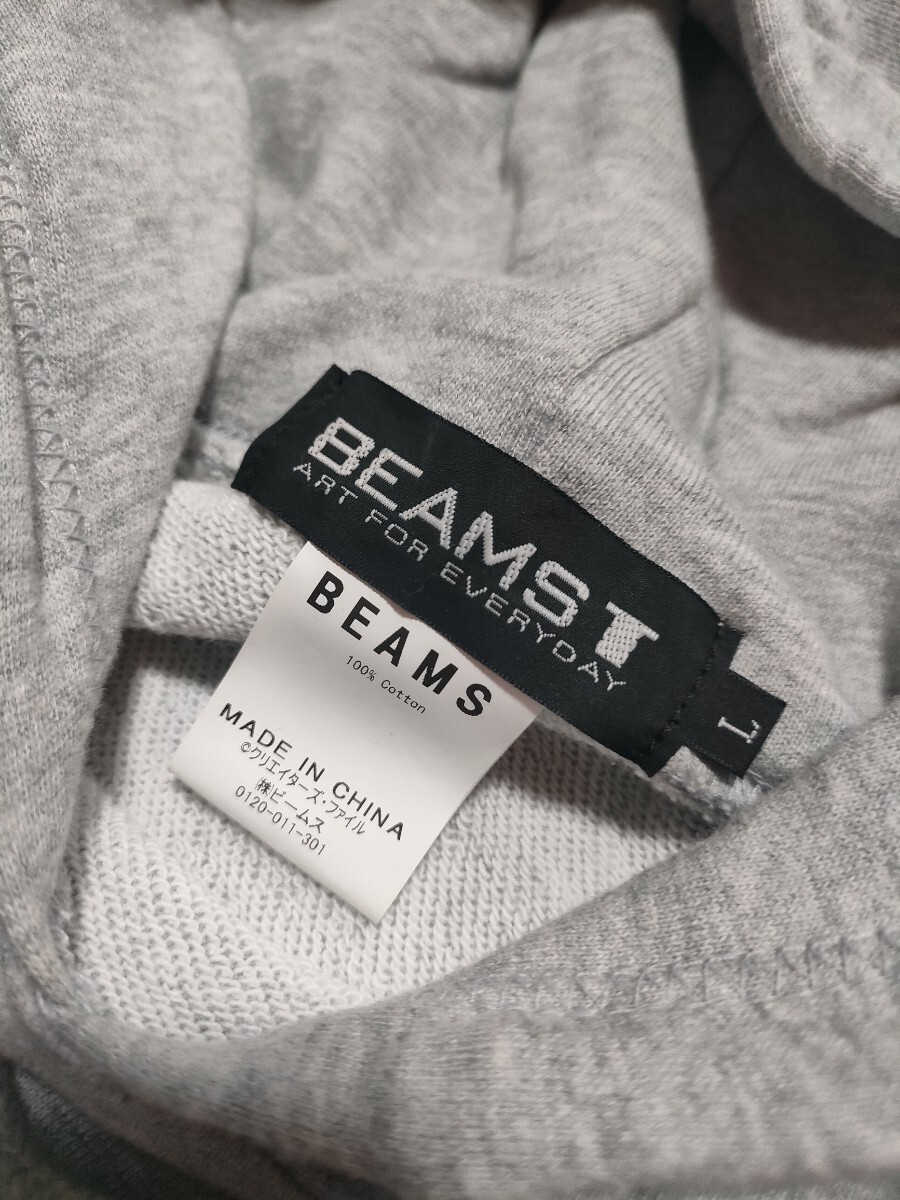 BEAMS T
ART FOR EVERYDAY
L
BEAMS
100% Cotton
MADE IN CHINA
©クリエイターズ・ファイル
㈱ビームス
0120-011-301